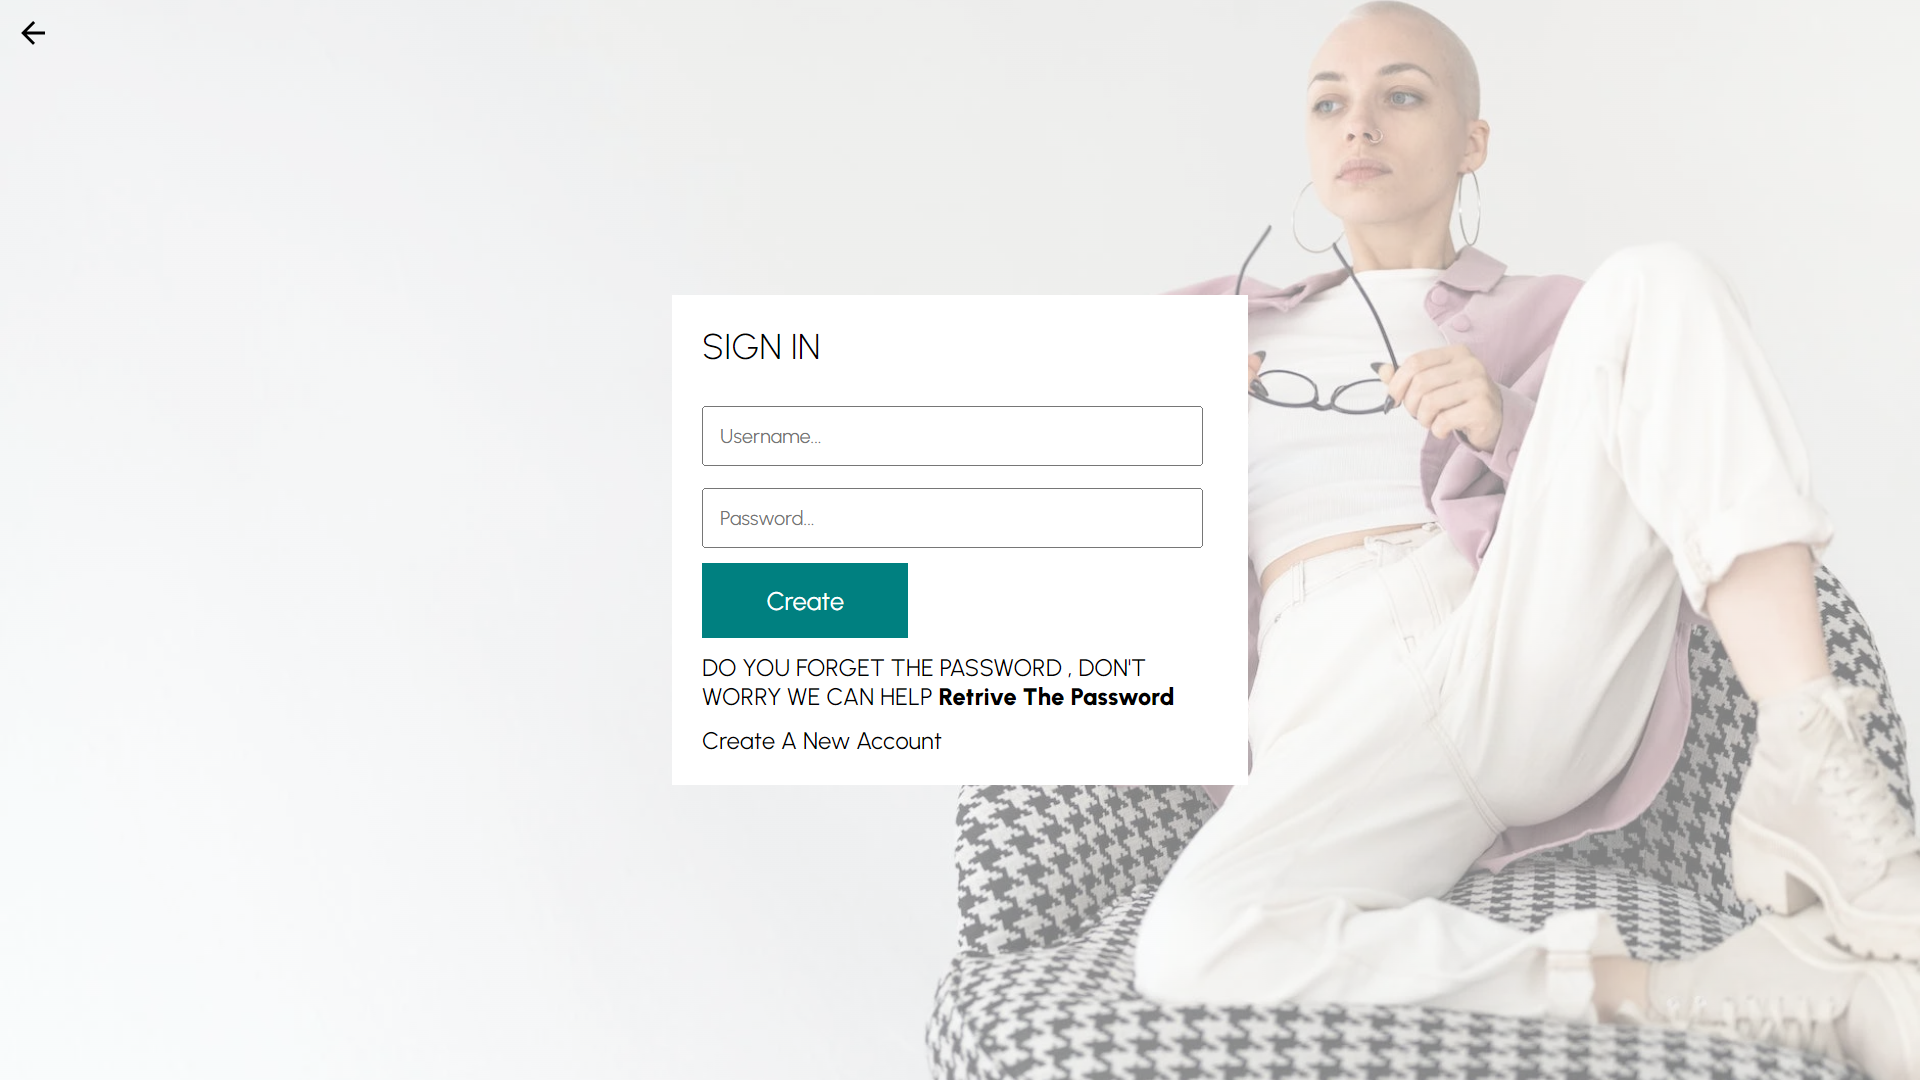 SIGN IN
Username...
Password...
Create
DO YOU FORGET THE PASSWORD , DON'T
WORRY WE CAN HELP Retrive The Password
Create A New Account